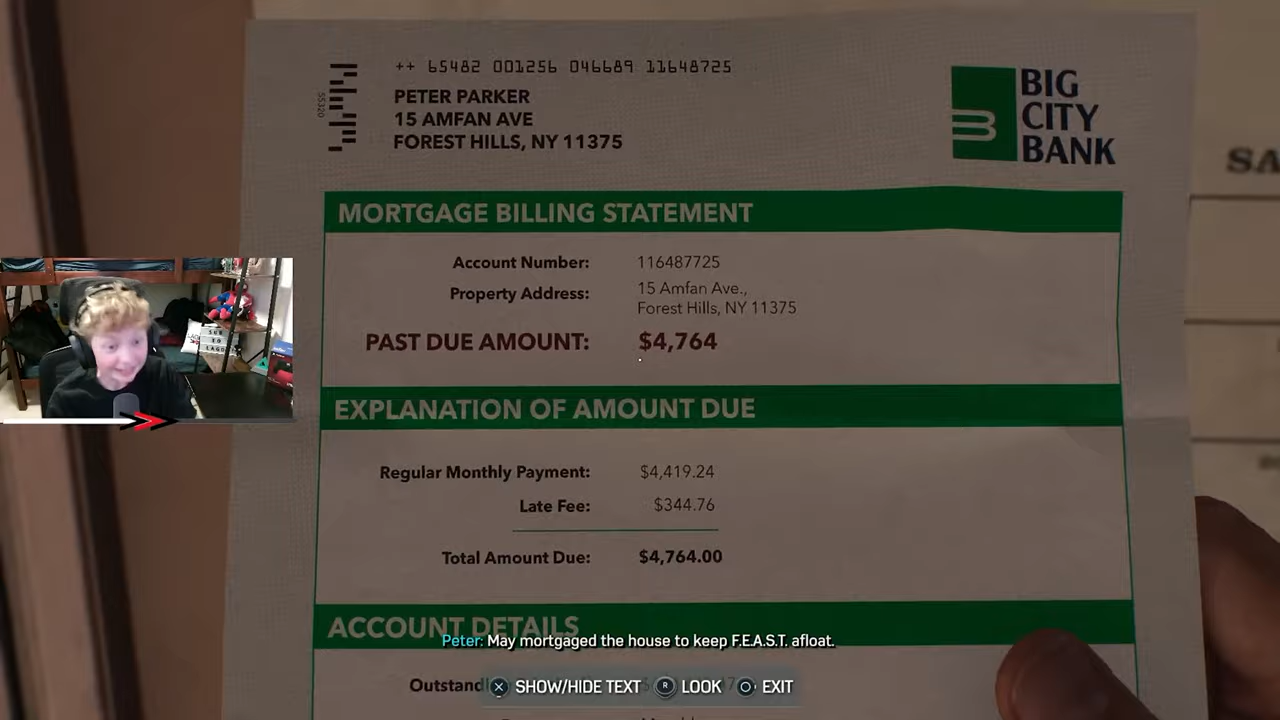 ++ 65482 001256 046689 11648725
PETER PARKER
15 AMFAN AVE
FOREST HILLS, NY 11375
55320
BIG
CITY
BANK
MORTGAGE BILLING STATEMENT
Account Number: 116487725
Property Address: 15 Amfan Ave.,
Forest Hills, NY 11375
PAST DUE AMOUNT: $4,764
EXPLANATION OF AMOUNT DUE
Regular Monthly Payment: $4,419.24
Late Fee: $344.76
Total Amount Due: $4,764.00
ACCOUNT DETAILS
Peter: May mortgaged the house to keep F.E.A.S.T. afloat.
SHOW/HIDE TEXT R LOOK EXIT